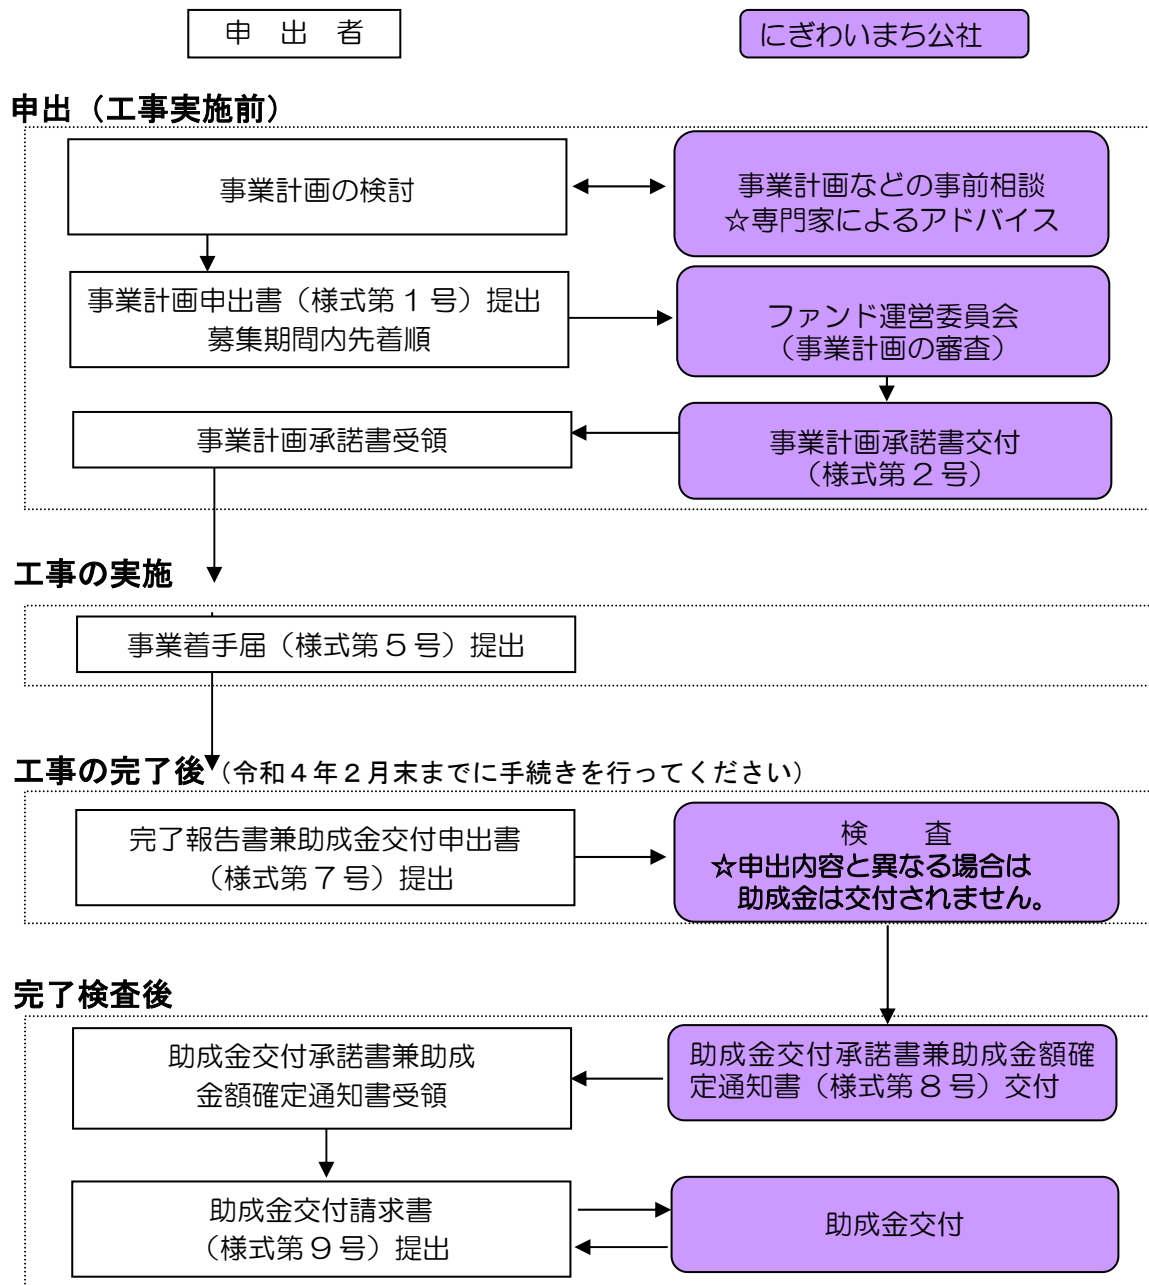 申　出　者
にぎわいまち公社
申出（工事実施前）
事業計画の検討
事業計画などの事前相談
☆専門家によるアドバイス
事業計画申出書（様式第１号）提出
募集期間内先着順
ファンド運営委員会
（事業計画の審査）
事業計画承諾書受領
事業計画承諾書交付
（様式第２号）
工事の実施
事業着手届（様式第５号）提出
工事の完了後（令和４年２月末までに手続きを行ってください）
完了報告書兼助成金交付申出書
（様式第７号）提出
検　　査
☆申出内容と異なる場合は
助成金は交付されません。
完了検査後
助成金交付承諾書兼助成
金額確定通知書受領
助成金交付承諾書兼助成金額確
定通知書（様式第８号）交付
助成金交付請求書
（様式第９号）提出
助成金交付